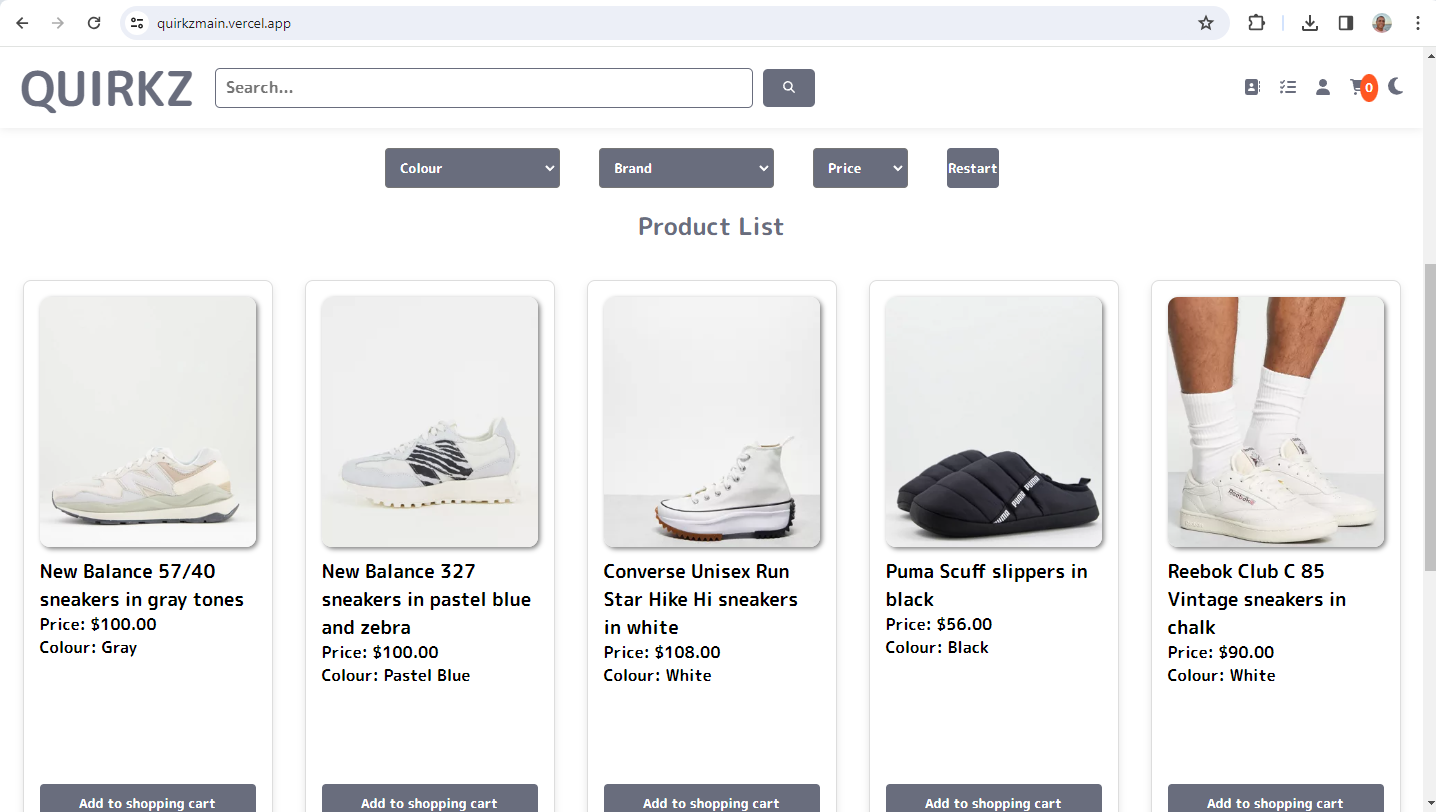 quirkzmain.vercel.app
QUIRKZ
Search...
0
Colour
Brand
Price
Restart
Product List
New Balance 57/40
sneakers in gray tones
Price: $100.00
Colour: Gray
Add to shopping cart
New Balance 327
sneakers in pastel blue
and zebra
Price: $100.00
Colour: Pastel Blue
Add to shopping cart
Converse Unisex Run
Star Hike Hi sneakers
in white
Price: $108.00
Colour: White
Add to shopping cart
PUMA PUMA
Puma Scuff slippers in
black
Price: $56.00
Colour: Black
Add to shopping cart
Reebok
Reebok Club C 85
Vintage sneakers in
chalk
Price: $90.00
Colour: White
Add to shopping cart